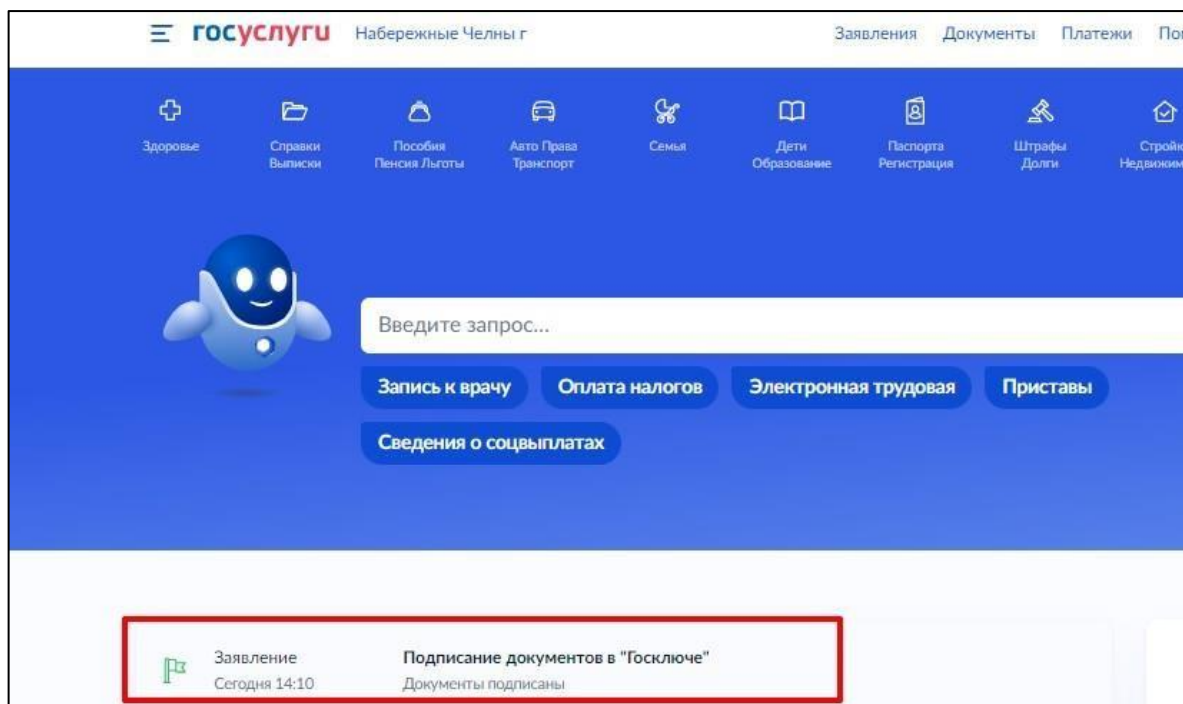 госуслуги Набережные Челны г Заявления Документы Платежи
Здоровье
Справки
Выписки
Пособия
Пенсия Льготы
Авто Права
Транспорт
Семья
Дети
Образование
Паспорта
Регистрация
Штрафы
Долги
Введите запрос...
Запись к врачу Оплата налогов Электронная трудовая Приставы
Сведения о соцвыплатах
Заявление Подписание документов в "Госключе"
Сегодня 14:10 Документы подписаны